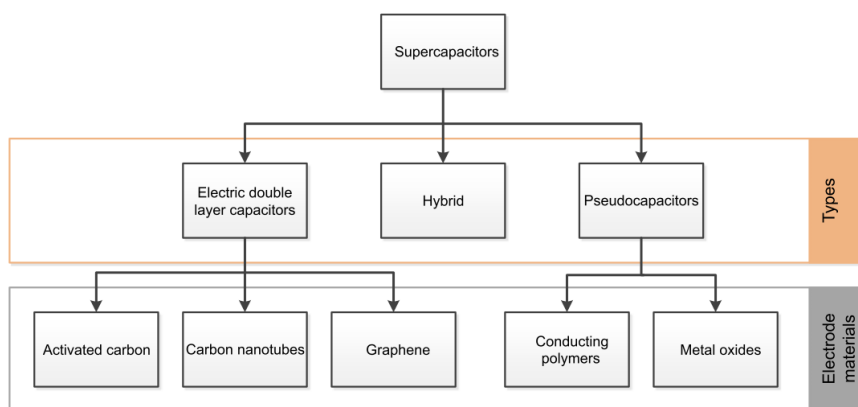 Supercapacitors
Electric double
layer capacitors
Hybrid
Pseudocapacitors
Types
Activated carbon
Carbon nanotubes
Graphene
Conducting
polymers
Metal oxides
Electrode
materials